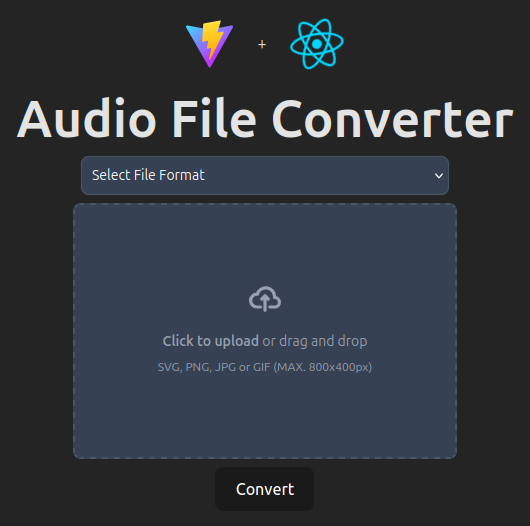 +
Audio File Converter
Select File Format
Click to upload or drag and drop
SVG, PNG, JPG or GIF (MAX. 800x400px)
Convert